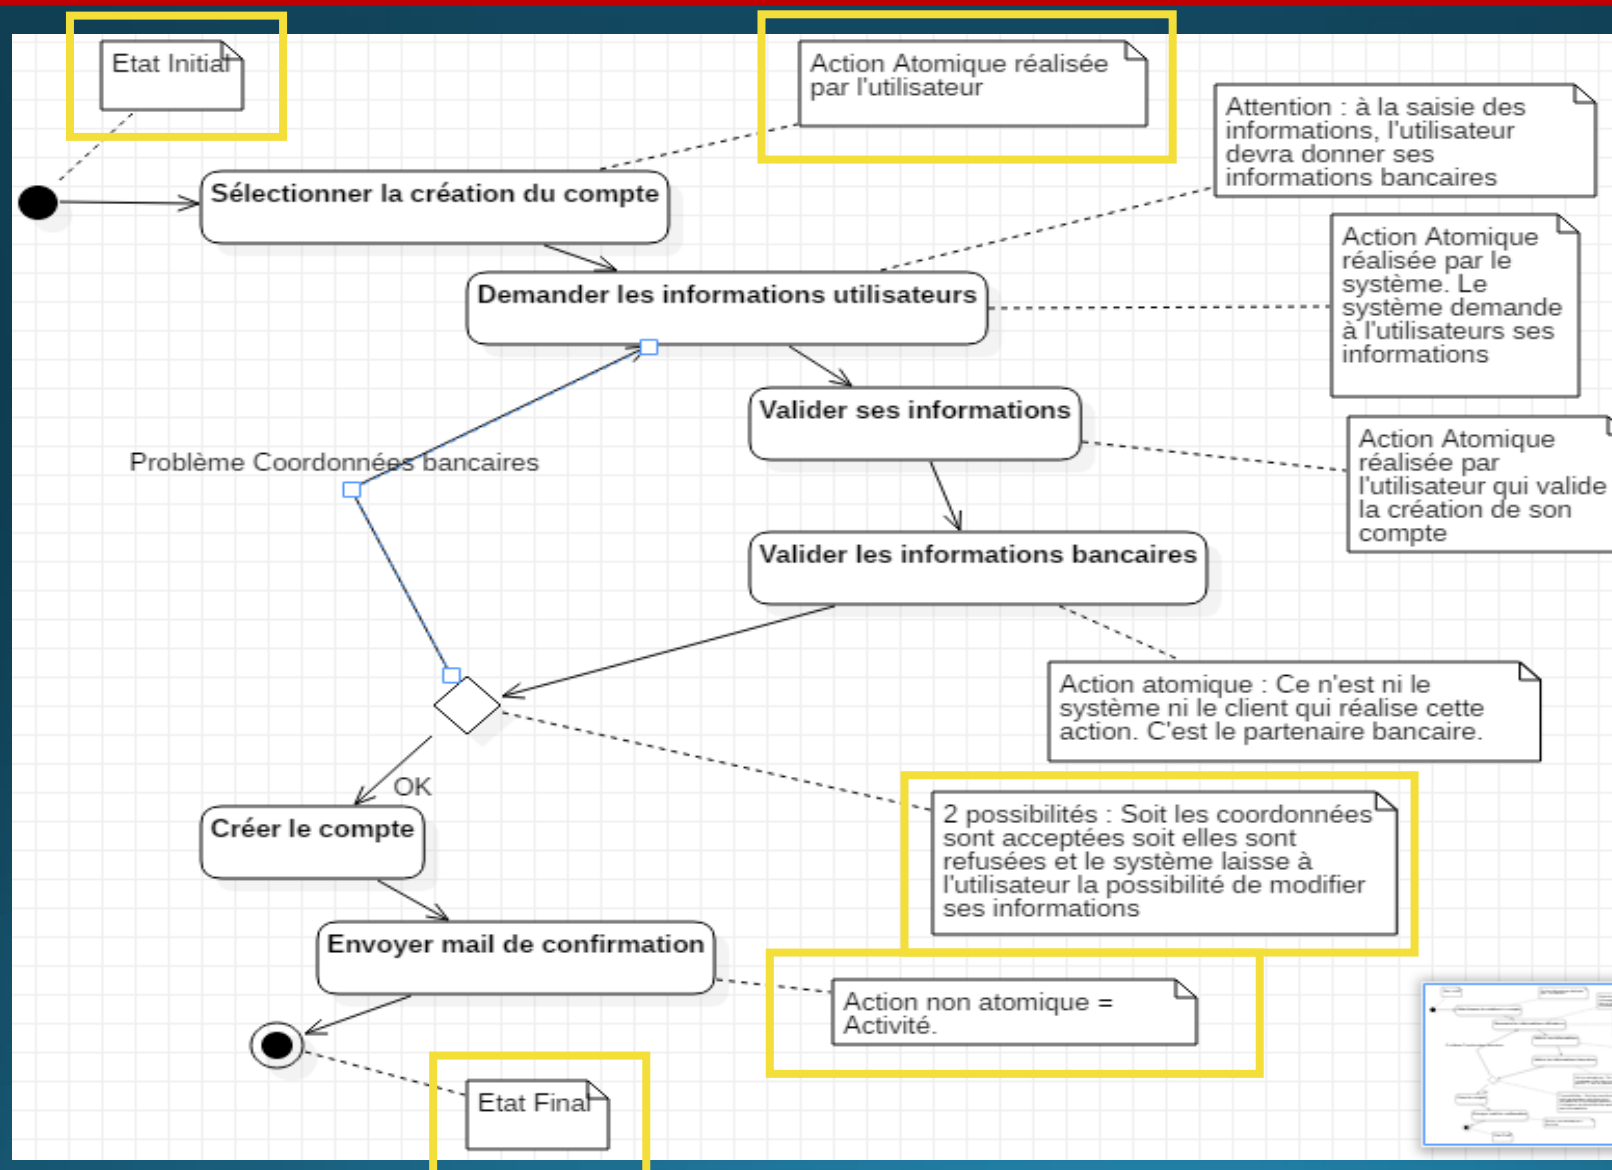 Etat Initial
Action Atomique réalisée
par l'utilisateur
Attention : à la saisie des
informations, l'utilisateur
devra donner ses
informations bancaires
Sélectionner la création du compte
Action Atomique
réalisée par le
système. Le
système demande
à l'utilisateurs ses
informations
Demander les informations utilisateurs
Valider ses informations
Action Atomique
réalisée par
l'utilisateur qui valide
la création de son
compte
Problème Coordonnées bancaires
Valider les informations bancaires
Action atomique : Ce n'est ni le
système ni le client qui réalise cette
action. C'est le partenaire bancaire.
OK
2 possibilités : Soit les coordonnées
sont acceptées soit elles sont
refusées et le système laisse à
l'utilisateur la possibilité de modifier
ses informations
Créer le compte
Envoyer mail de confirmation
Action non atomique =
Activité.
Etat Final